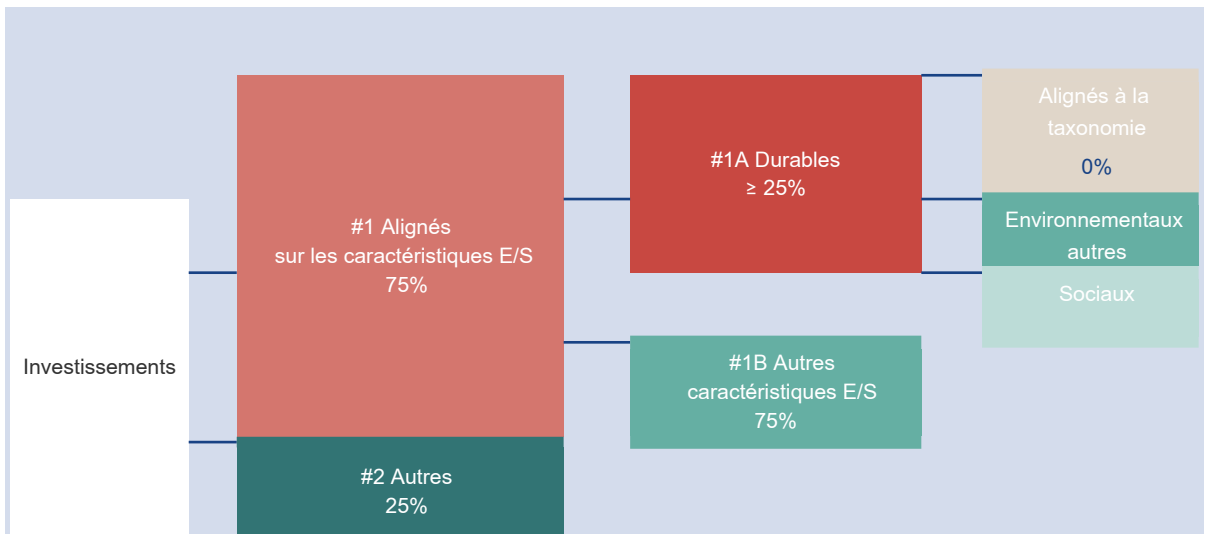 Investissements
#1 Alignés
sur les caractéristiques E/S
75%
#2 Autres
25%
#1A Durables
≥ 25%
#1B Autres
caractéristiques E/S
75%
Alignés à la
taxonomie
0%
Environnementaux
autres
Sociaux